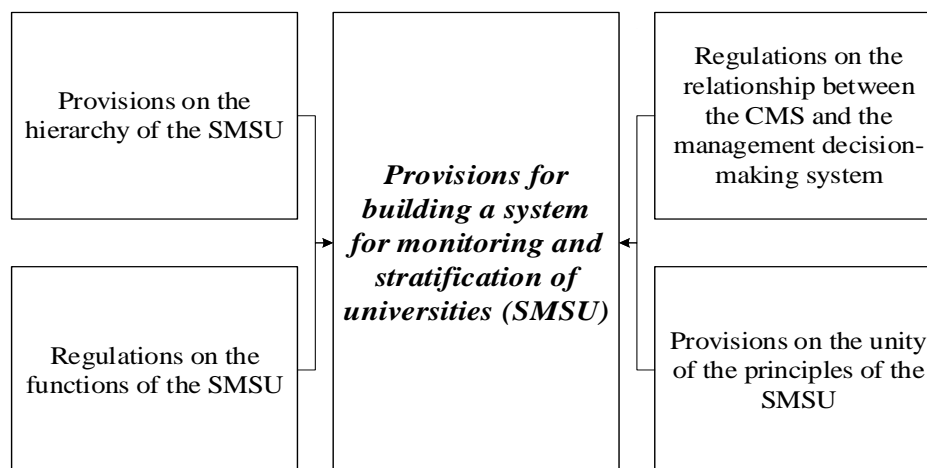 Provisions on the
hierarchy of the SMSU
Regulations on the
functions of the SMSU
Provisions for
building a system
for monitoring and
stratification of
universities (SMSU)
Regulations on the
relationship between
the CMS and the
management decision-
making system
Provisions on the unity
of the principles of the
SMSU